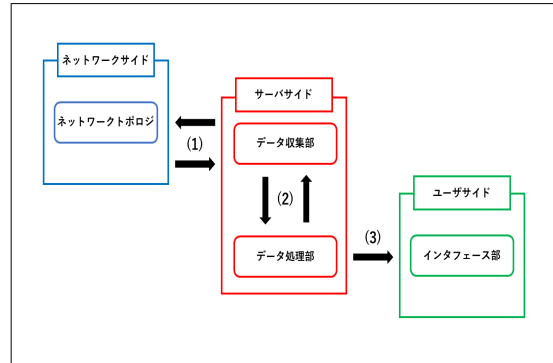 ネットワークサイド
ネットワークトポロジ
(1)
サーバサイド
データ収集部
(2)
データ処理部
(3)
ユーザサイド
インタフェース部